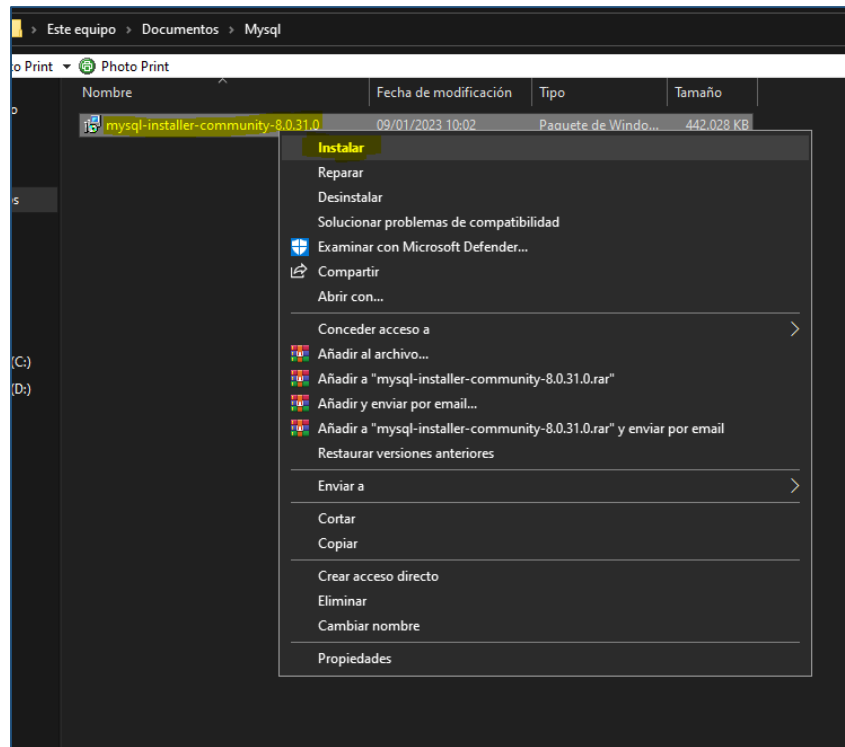 Este equipo > Documentos > Mysql
to Print Photo Print
Nombre Fecha de modificación Tipo Tamaño
mysql-installer-community-8.0.31.0 09/01/2023 10:02 Paquete de Windo... 442.028 KB
Instalar
Reparar
Desinstalar
Solucionar problemas de compatibilidad
Examinar con Microsoft Defender...
Compartir
Abrir con...
Conceder acceso a
(C:)
Añadir al archivo...
Añadir a "mysql-installer-community-8.0.31.0.rar"
(D:)
Añadir y enviar por email...
Añadir a "mysql-installer-community-8.0.31.0.rar" y enviar por email
Restaurar versiones anteriores
Enviar a
Cortar
Copiar
Crear acceso directo
Eliminar
Cambiar nombre
Propiedades